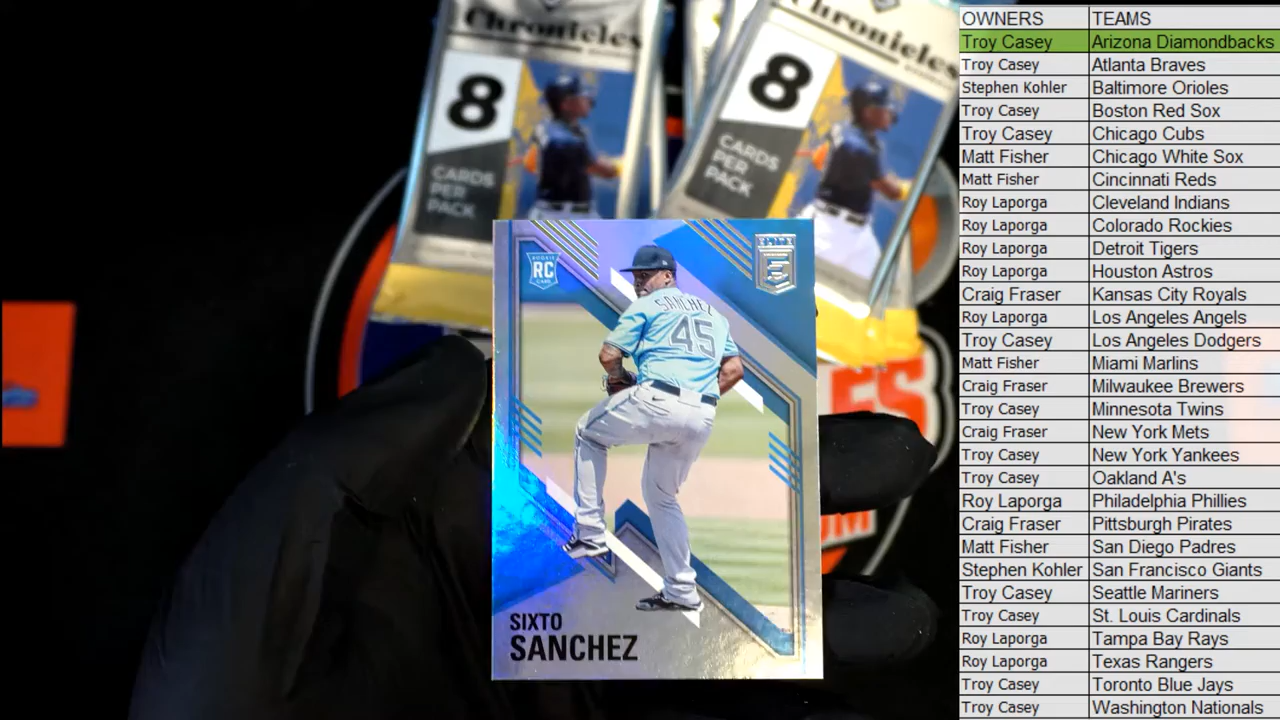 Chronicles
8
CARDS
PER
PACK
Chronicles
8
CARDS
PER
PACK
ROOKIE
RC
CARD
ELITE
E
SANCHEZ
45
SIXTO
SANCHEZ
OWNERS TEAMS
Troy Casey Arizona Diamondbacks
Troy Casey Atlanta Braves
Stephen Kohler Baltimore Orioles
Troy Casey Boston Red Sox
Troy Casey Chicago Cubs
Matt Fisher Chicago White Sox
Matt Fisher Cincinnati Reds
Roy Laporga Cleveland Indians
Roy Laporga Colorado Rockies
Roy Laporga Detroit Tigers
Roy Laporga Houston Astros
Craig Fraser Kansas City Royals
Roy Laporga Los Angeles Angels
Troy Casey Los Angeles Dodgers
Matt Fisher Miami Marlins
Craig Fraser Milwaukee Brewers
Troy Casey Minnesota Twins
Craig Fraser New York Mets
Troy Casey New York Yankees
Troy Casey Oakland A's
Roy Laporga Philadelphia Phillies
Craig Fraser Pittsburgh Pirates
Matt Fisher San Diego Padres
Stephen Kohler San Francisco Giants
Troy Casey Seattle Mariners
Troy Casey St. Louis Cardinals
Roy Laporga Tampa Bay Rays
Roy Laporga Texas Rangers
Troy Casey Toronto Blue Jays
Troy Casey Washington Nationals